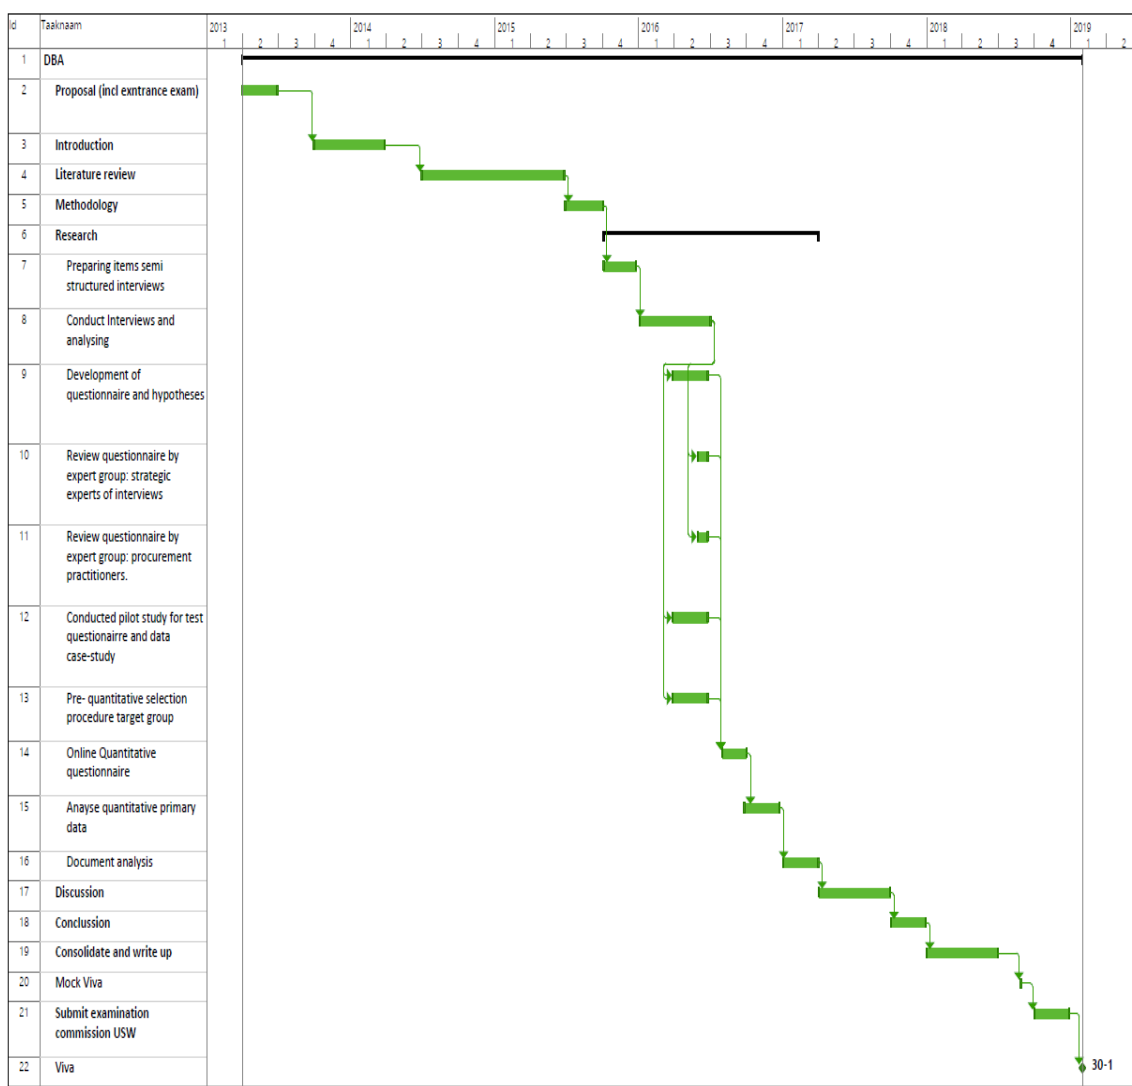 Id Taaknaam 2013 2014 2015 2016 2017 2018 2019
1 2 3 4 1 2 3 4 1 2 3 4 1 2 3 4 1 2 3 4 1 2 3 4 1 2
1 DBA
2 Proposal (incl exntrance exam)
3 Introduction
4 Literature review
5 Methodology
6 Research
7 Preparing items semi
structured interviews
8 Conduct Interviews and
analysing
9 Development of
questionnaire and hypotheses
10 Review questionnaire by
expert group: strategic
experts of interviews
11 Review questionnaire by
expert group: procurement
practitioners.
12 Conducted pilot study for test
questionairre and data
case-study
13 Pre- quantitative selection
procedure target group
14 Online Quantitative
questionnaire
15 Anayse quantitative primary
data
16 Document analysis
17 Discussion
18 Conclussion
19 Consolidate and write up
20 Mock Viva
21 Submit examination
commission USW
22 Viva 30-1